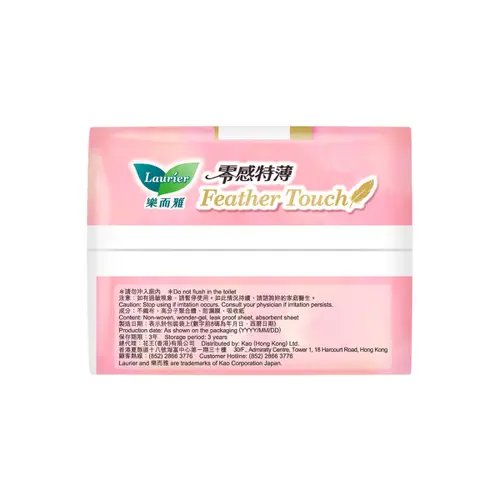 Laurier
樂而雅
零感特薄
Feather Touch
＊請勿沖入廁內 ＊Do not flush in the toilet
注意：如有過敏現象，請暫停使用。如此情況持續，請諮詢妳的家庭醫生。
Caution: Stop using if irritation occurs. Consult your physician if irritation persists.
成分：不織布、高分子聚合體、防漏膜、吸收紙
Content: Non-woven, wonder-gel, leak proof sheet, absorbent sheet
製造日期：表示於包裝袋上(數字則8碼為年月日，西曆日期)
Production date: As shown on the packaging (YYYY/MM/DD)
保存期限：3年 Storage period: 3 years
總代理：花王(香港)有限公司 Distributed by: Kao (Hong Kong) Ltd.
香港夏慤道十八號海富中心第一期三十樓 30/F., Admiralty Centre, Tower 1, 18 Harcourt Road, Hong Kong
顧客熱線：(852) 2866 3776 Customer Hotline: (852) 2866 3776
Laurier and 樂而雅 are trademarks of Kao Corporation Japan.